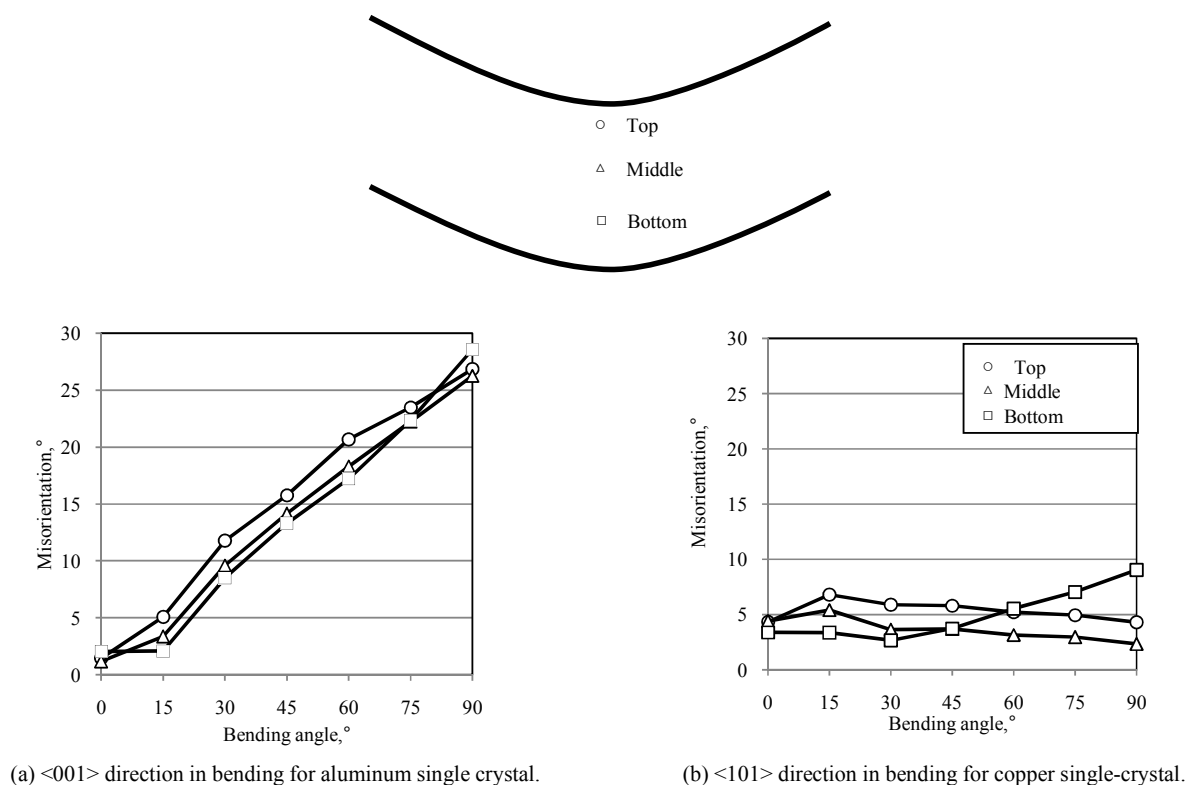 ○ Top
△ Middle
□ Bottom
30
25
20
15
10
5
0
Misorientation,°
0 15 30 45 60 75 90
Bending angle,°
(a) <001> direction in bending for aluminum single crystal.
30
25
20
15
10
5
0
Misorientation,°
○ Top
△ Middle
□ Bottom
0 15 30 45 60 75 90
Bending angle,°
(b) <101> direction in bending for copper single-crystal.